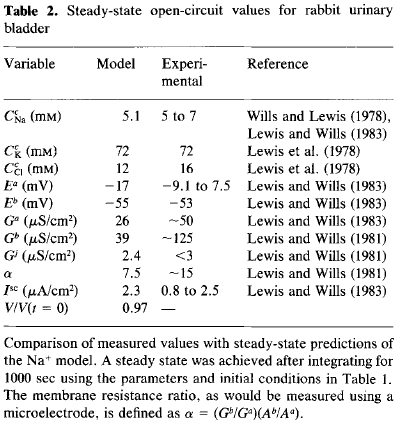 Table 2. Steady-state open-circuit values for rabbit urinary
bladder
Variable Model Experi- Reference
mental
C^c_Na (mM) 5.1 5 to 7 Wills and Lewis (1978),
Lewis and Wills (1983)
C^c_K (mM) 72 72 Lewis et al. (1978)
C^c_Cl (mM) 12 16 Lewis et al. (1978)
E^a (mV) −17 −9.1 to 7.5 Lewis and Wills (1983)
E^b (mV) −55 −53 Lewis and Wills (1983)
G^a (μS/cm²) 26 ~50 Lewis and Wills (1983)
G^b (μS/cm²) 39 ~125 Lewis and Wills (1981)
G^j (μS/cm²) 2.4 <3 Lewis and Wills (1981)
α 7.5 ~15 Lewis and Wills (1981)
I^sc (μA/cm²) 2.3 0.8 to 2.5 Lewis and Wills (1983)
V/V(t = 0) 0.97 —
Comparison of measured values with steady-state predictions of
the Na⁺ model. A steady state was achieved after integrating for
1000 sec using the parameters and initial conditions in Table 1.
The membrane resistance ratio, as would be measured using a
microelectrode, is defined as α = (G^b/G^a)(A^b/A^a).